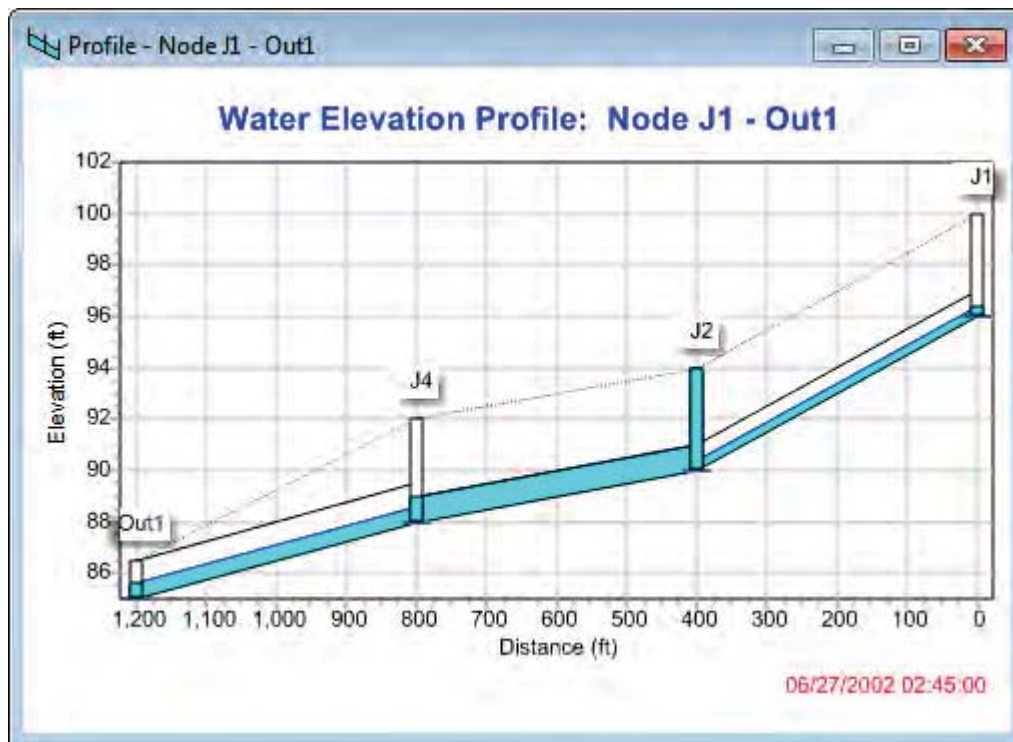 Profile - Node J1 - Out1
Water Elevation Profile: Node J1 - Out1
102
100
98
96
94
92
90
88
86
Elevation (ft)
J1
J2
J4
Out1
1,200 1,100 1,000 900 800 700 600 500 400 300 200 100 0
Distance (ft)
06/27/2002 02:45:00